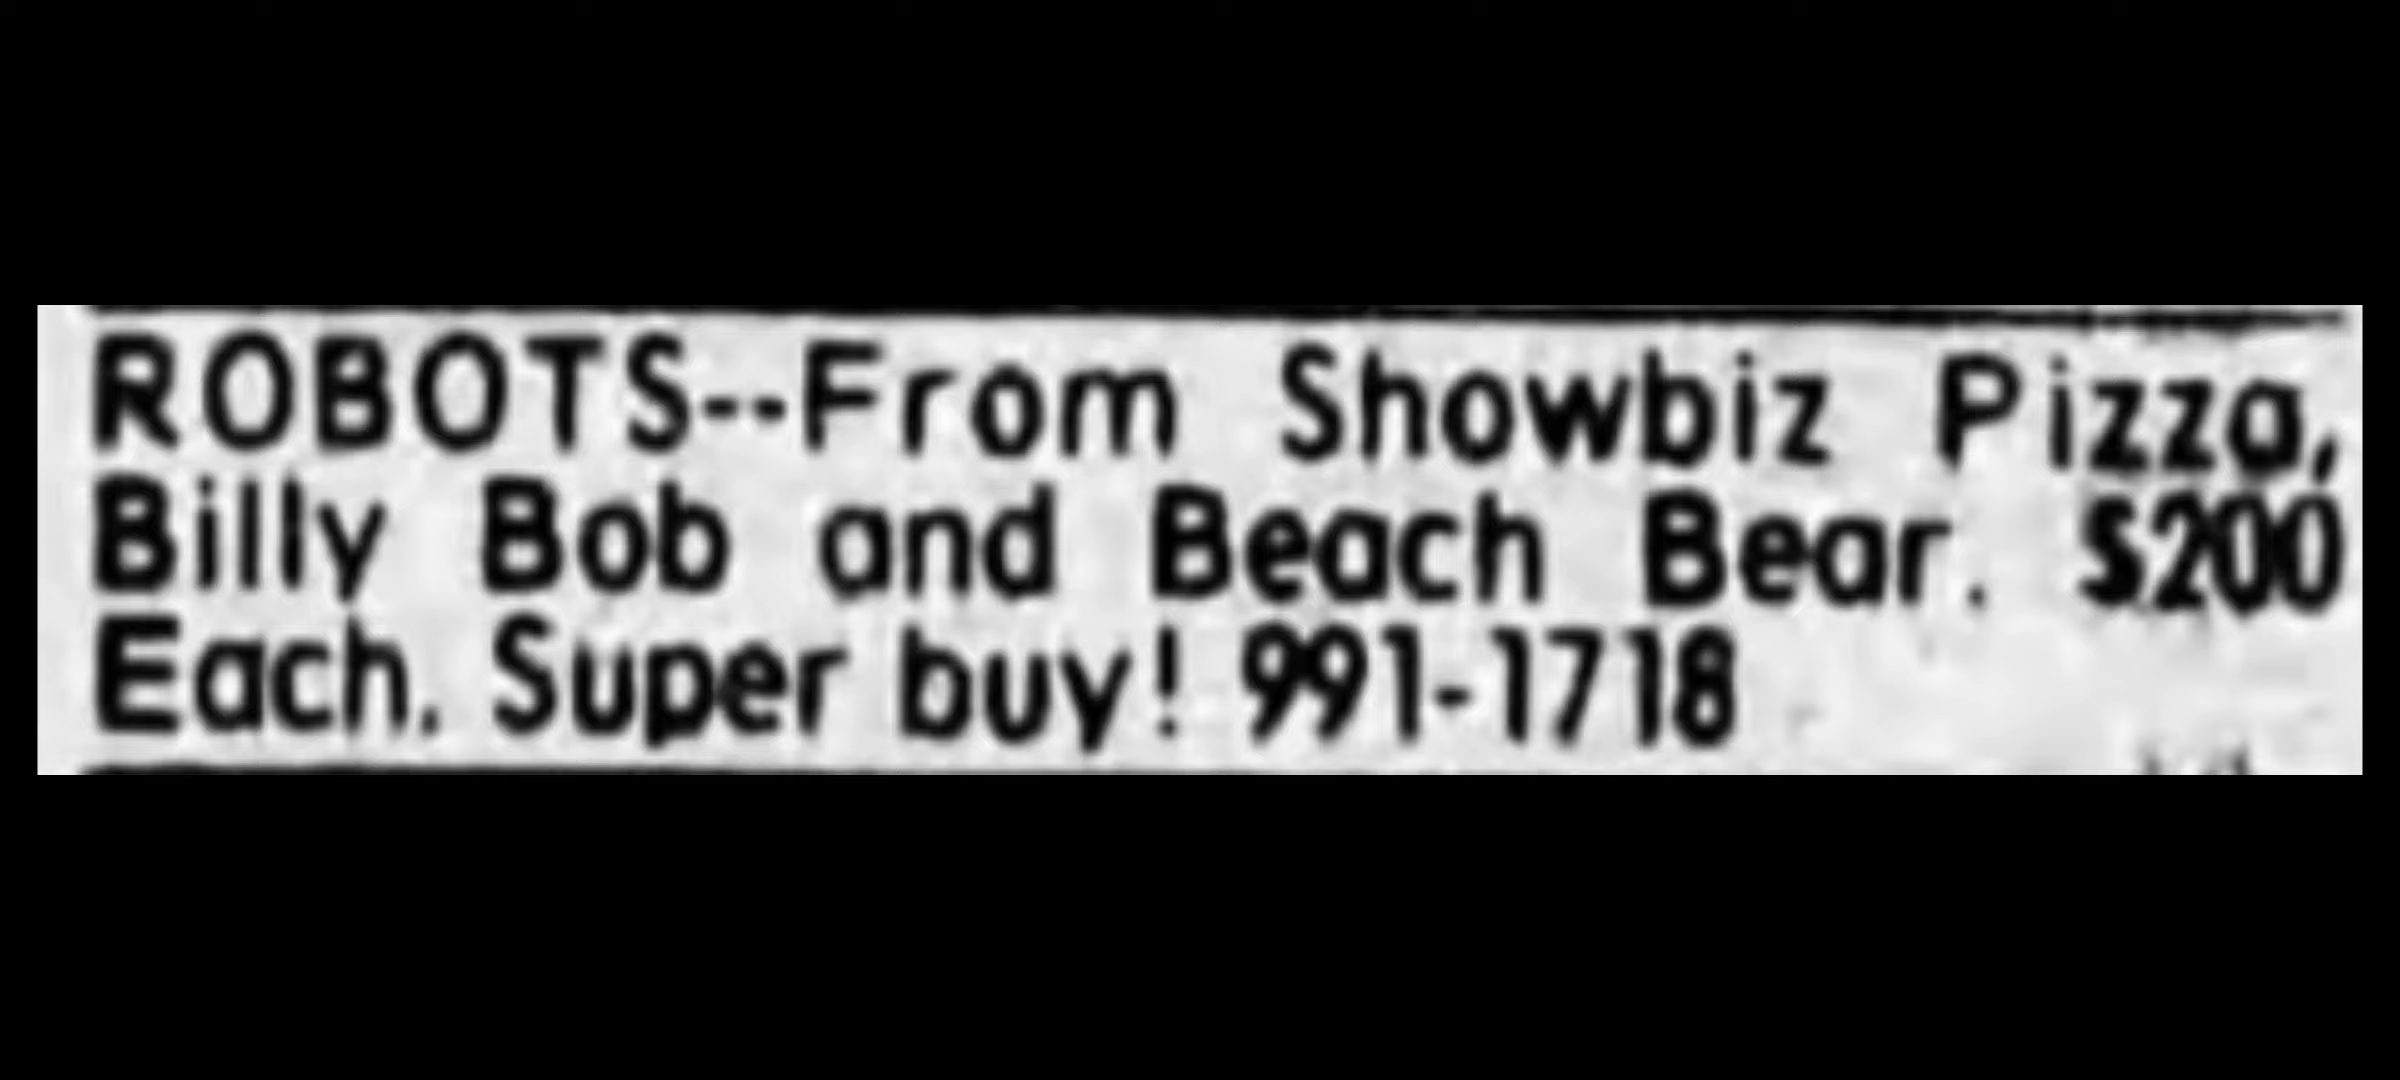 ROBOTS--From Showbiz Pizza,
Billy Bob and Beach Bear. $200
Each. Super buy! 991-1718